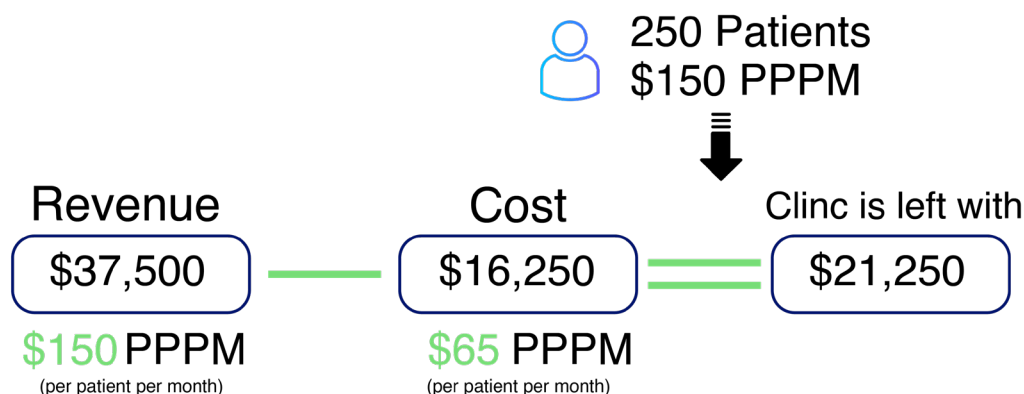 250 Patients
$150 PPPM
Revenue
Cost
Clinc is left with
$37,500
$16,250
$21,250
$150 PPPM
$65 PPPM
(per patient per month)
(per patient per month)